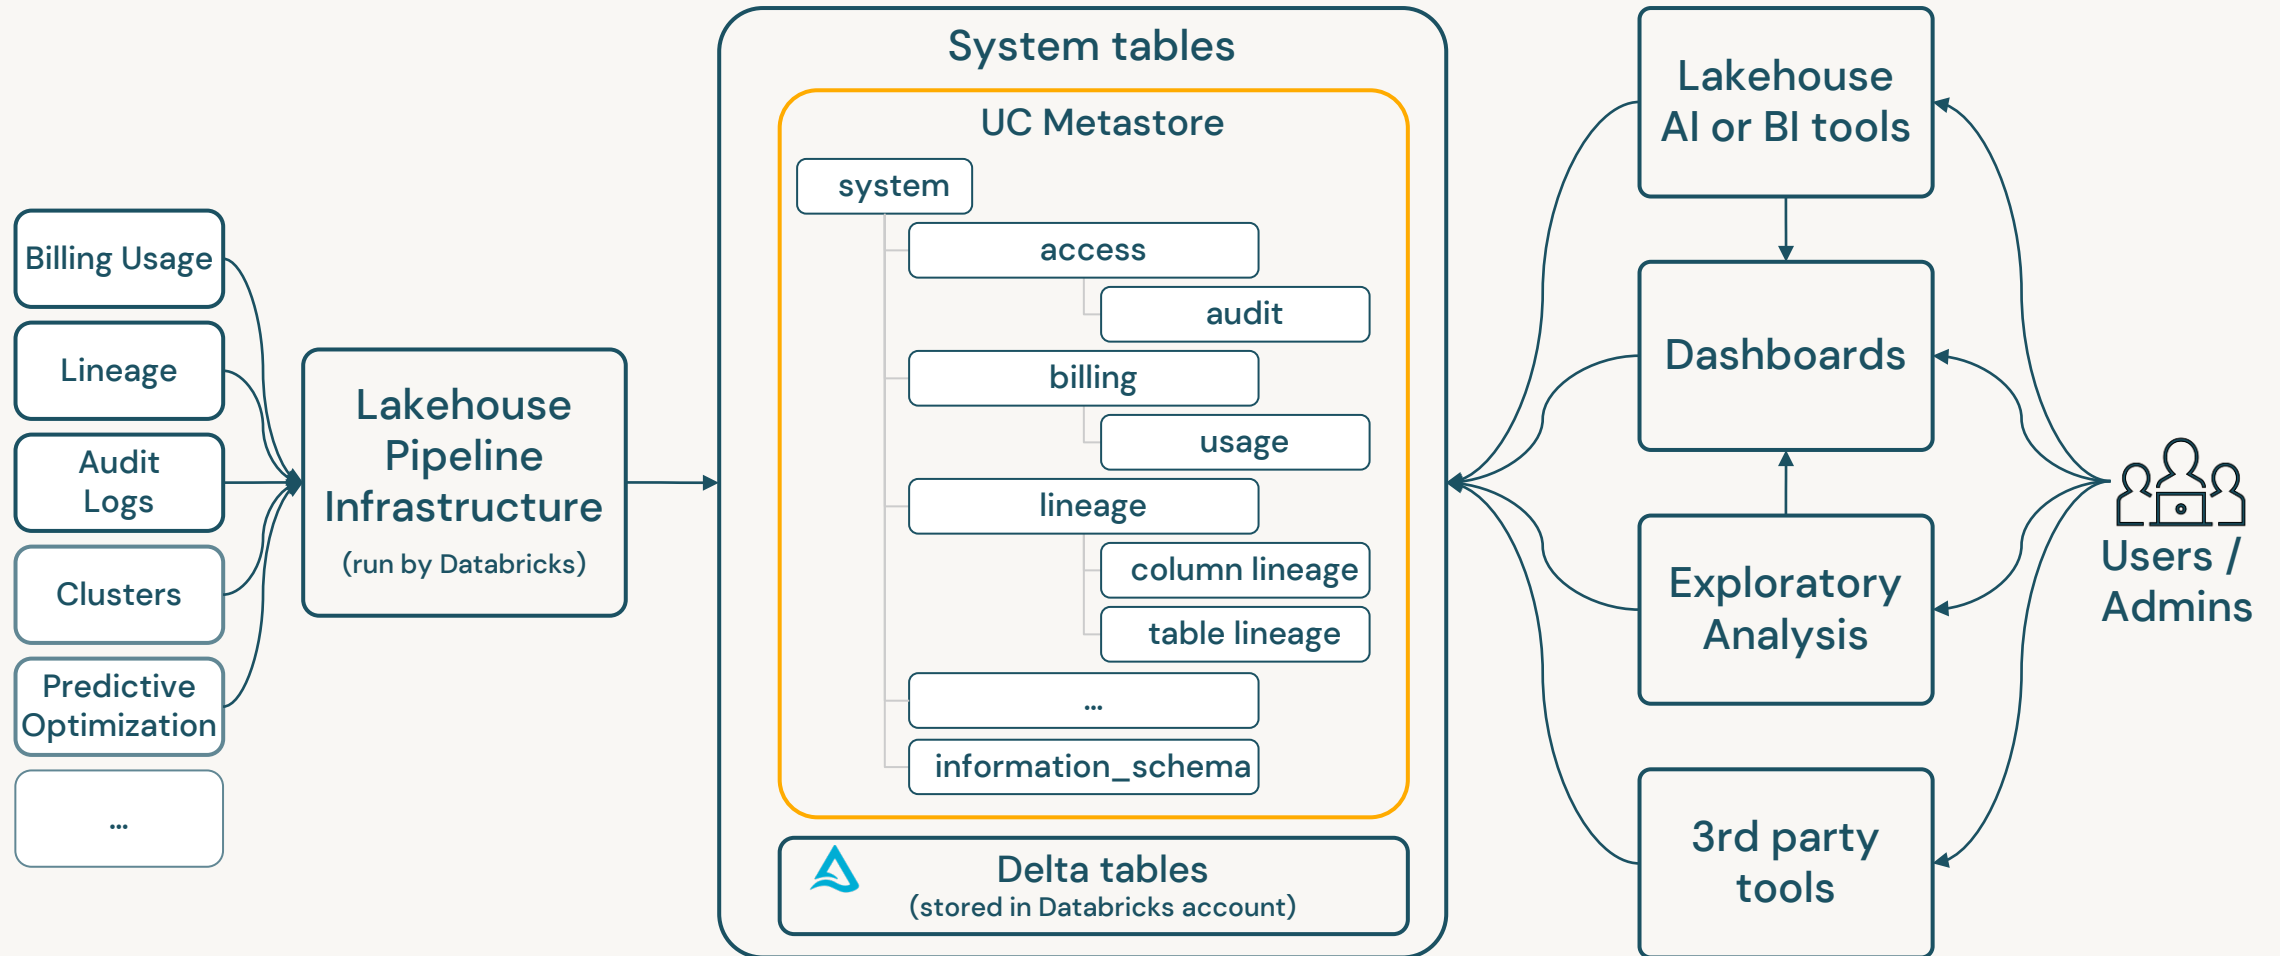 Billing Usage
Lineage
Audit
Logs
Clusters
Predictive
Optimization
...
Lakehouse
Pipeline
Infrastructure
(run by Databricks)
System tables
UC Metastore
system
access
audit
billing
usage
lineage
column lineage
table lineage
...
information_schema
Delta tables
(stored in Databricks account)
Lakehouse
AI or BI tools
Dashboards
Exploratory
Analysis
3rd party
tools
Users /
Admins